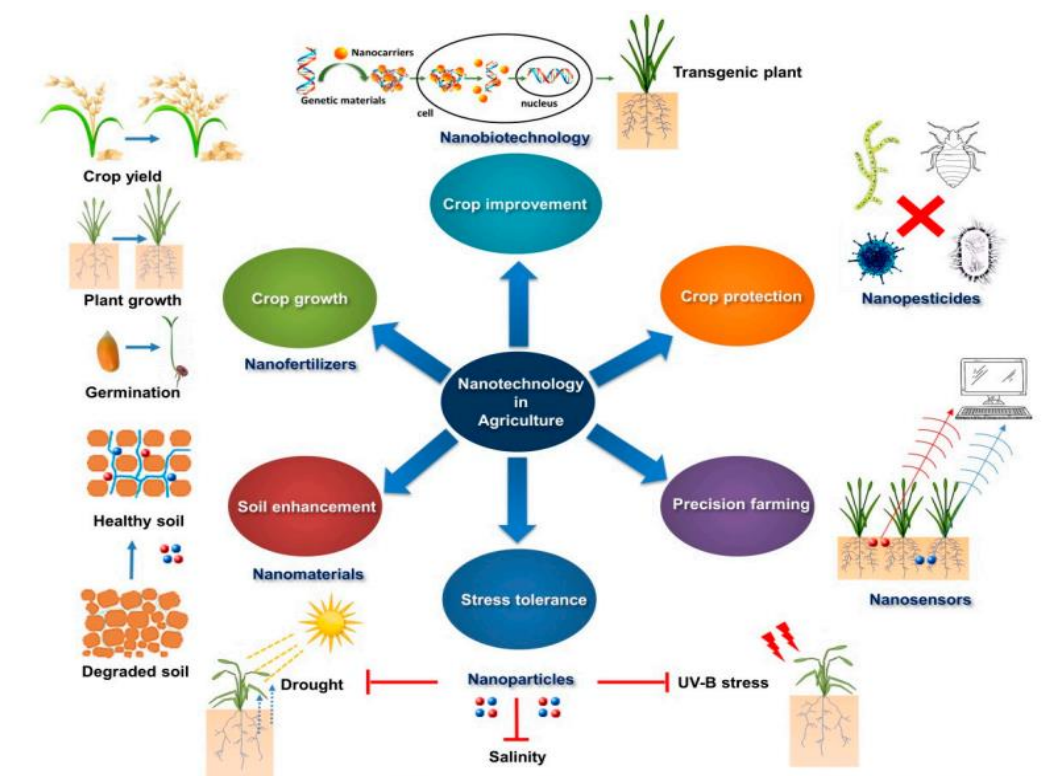 Nanocarriers
Genetic materials
cell
nucleus
Transgenic plant
Nanobiotechnology
Crop yield
Crop improvement
Plant growth
Crop growth
Crop protection
Nanopesticides
Nanofertilizers
Germination
Nanotechnology
in
Agriculture
Healthy soil
Soil enhancement
Precision farming
Nanomaterials
Nanosensors
Stress tolerance
Degraded soil
Drought
Nanoparticles
UV-B stress
Salinity